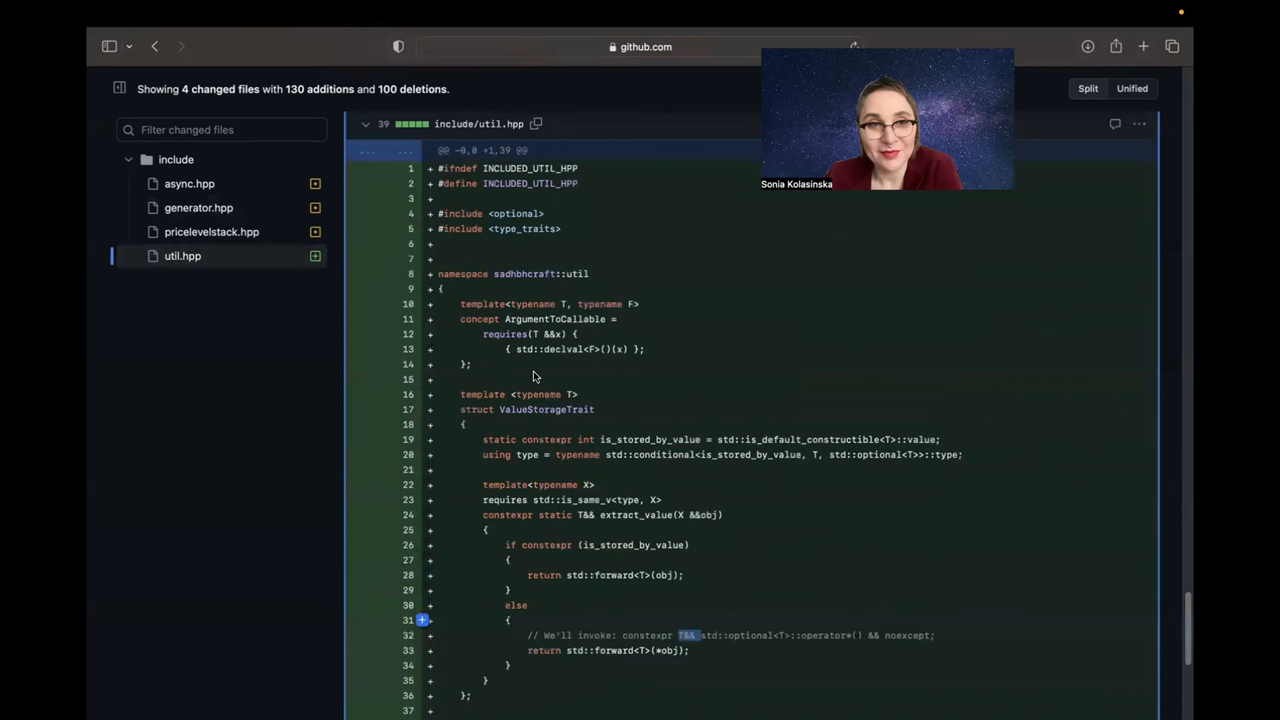 github.com
Showing 4 changed files with 130 additions and 100 deletions.
Split
Unified
Filter changed files
include
async.hpp
generator.hpp
pricelevelstack.hpp
util.hpp
39 include/util.hpp
Sonia Kolasinska
@@ -0,0 +1,39 @@
1 + #ifndef INCLUDED_UTIL_HPP
2 + #define INCLUDED_UTIL_HPP
3 +
4 + #include <optional>
5 + #include <type_traits>
6 +
7 +
8 + namespace sadhbhcraft::util
9 + {
10 + template<typename T, typename F>
11 + concept ArgumentToCallable =
12 + requires(T &&x) {
13 + { std::declval<F>()(x) };
14 + };
15 +
16 + template <typename T>
17 + struct ValueStorageTrait
18 + {
19 + static constexpr int is_stored_by_value = std::is_default_constructible<T>::value;
20 + using type = typename std::conditional<is_stored_by_value, T, std::optional<T>>::type;
21 +
22 + template<typename X>
23 + requires std::is_same_v<type, X>
24 + constexpr static T&& extract_value(X &&obj)
25 + {
26 + if constexpr (is_stored_by_value)
27 + {
28 + return std::forward<T>(obj);
29 + }
30 + else
31 + {
32 + // We'll invoke: constexpr T&& std::optional<T>::operator*() && noexcept;
33 + return std::forward<T>(*obj);
34 + }
35 + }
36 + };
37 +